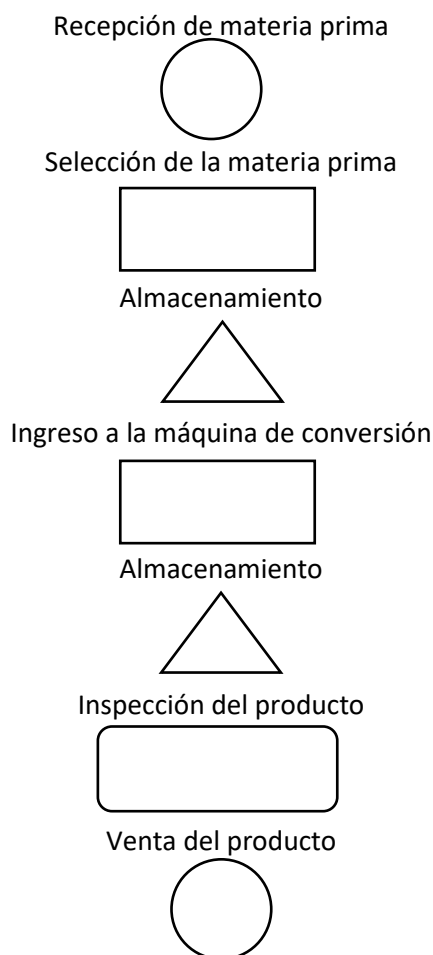 Recepción de materia prima
Selección de la materia prima
Almacenamiento
Ingreso a la máquina de conversión
Almacenamiento
Inspección del producto
Venta del producto